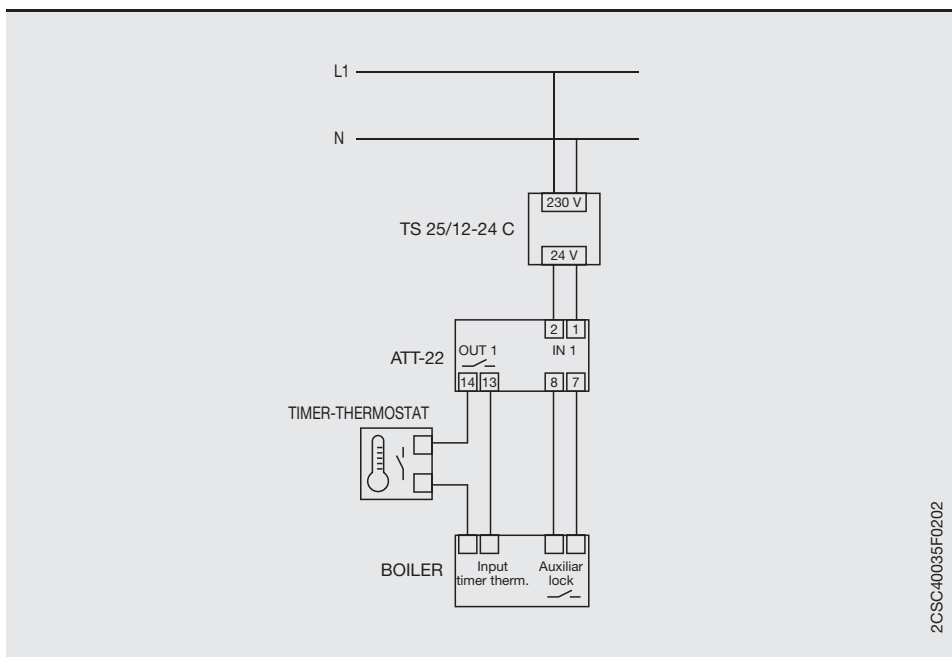 L1
N
230 V
TS 25/12-24 C
24 V
2 1
ATT-22
OUT 1
IN 1
14 13
8 7
TIMER-THERMOSTAT
BOILER
Input
timer therm.
Auxiliar
lock
2CSC40035F0202